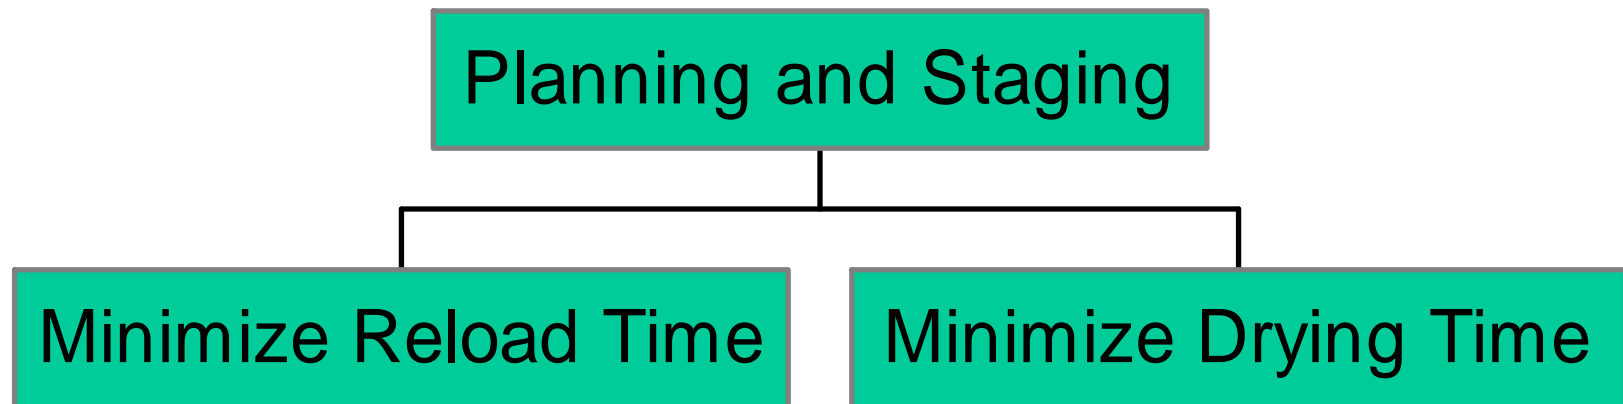 Planning and Staging
Minimize Reload Time
Minimize Drying Time